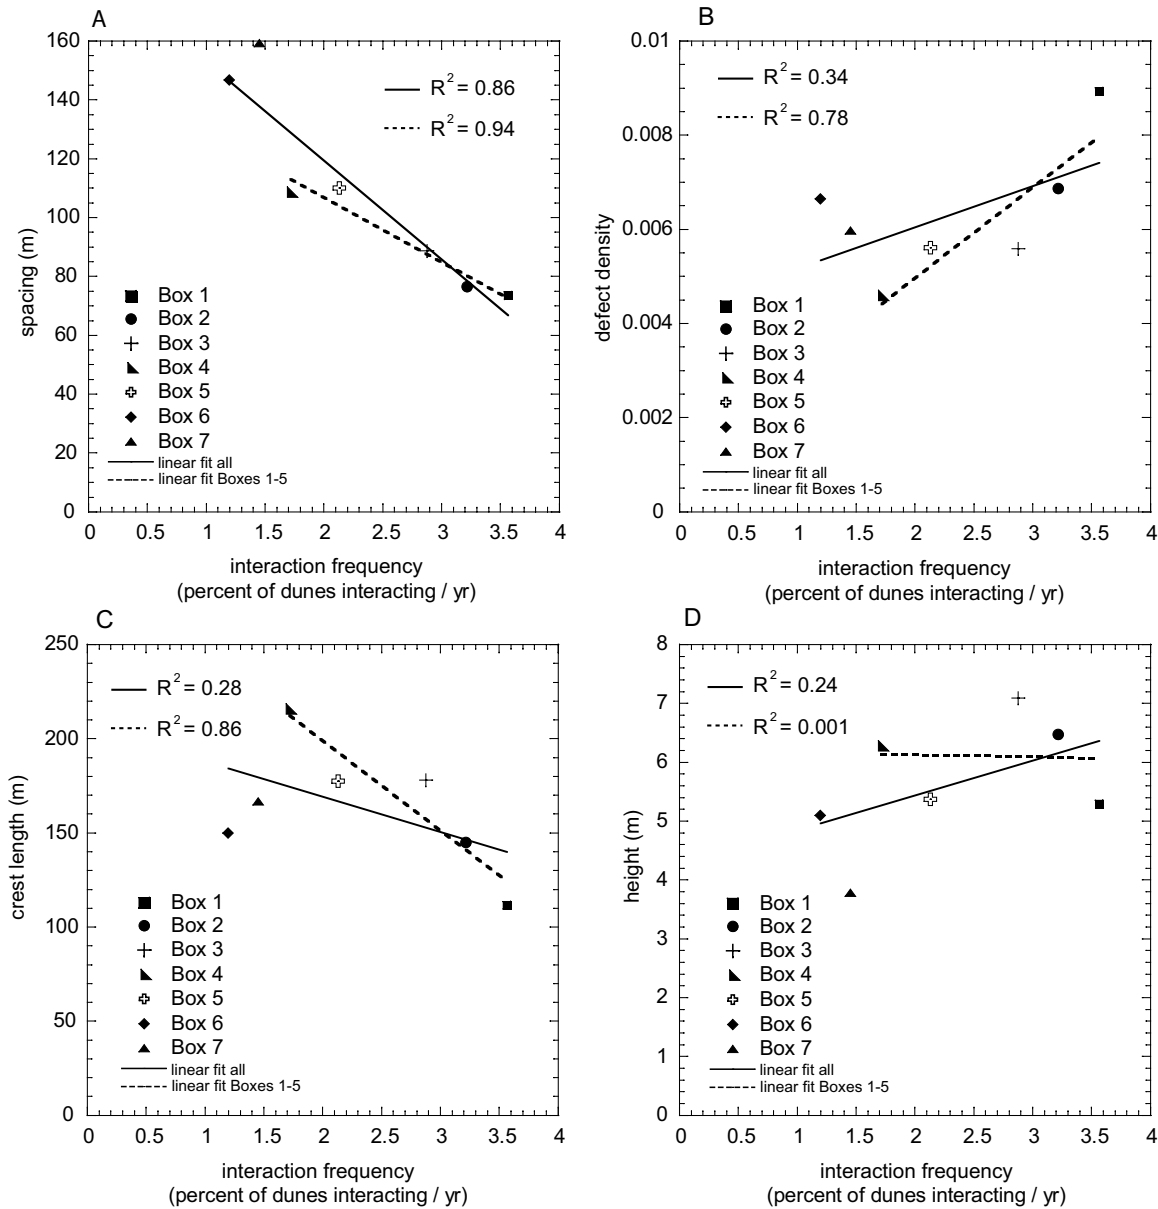 A
160
140
120
100
80
60
40
20
0
spacing (m)
R2 = 0.86
R2 = 0.94
Box 1
Box 2
Box 3
Box 4
Box 5
Box 6
Box 7
linear fit all
linear fit Boxes 1-5
0 0.5 1 1.5 2 2.5 3 3.5 4
interaction frequency
(percent of dunes interacting / yr)
B
0.01
0.008
0.006
0.004
0.002
0
defect density
R2 = 0.34
R2 = 0.78
Box 1
Box 2
Box 3
Box 4
Box 5
Box 6
Box 7
linear fit all
linear fit Boxes 1-5
0 0.5 1 1.5 2 2.5 3 3.5 4
interaction frequency
(percent of dunes interacting / yr)
C
250
200
150
100
50
0
crest length (m)
R2 = 0.28
R2 = 0.86
Box 1
Box 2
Box 3
Box 4
Box 5
Box 6
Box 7
linear fit all
linear fit Boxes 1-5
0 0.5 1 1.5 2 2.5 3 3.5 4
interaction frequency
(percent of dunes interacting / yr)
D
8
7
6
5
4
3
2
1
0
height (m)
R2 = 0.24
R2 = 0.001
Box 1
Box 2
Box 3
Box 4
Box 5
Box 6
Box 7
linear fit all
linear fit Boxes 1-5
0 0.5 1 1.5 2 2.5 3 3.5 4
interaction frequency
(percent of dunes interacting / yr)